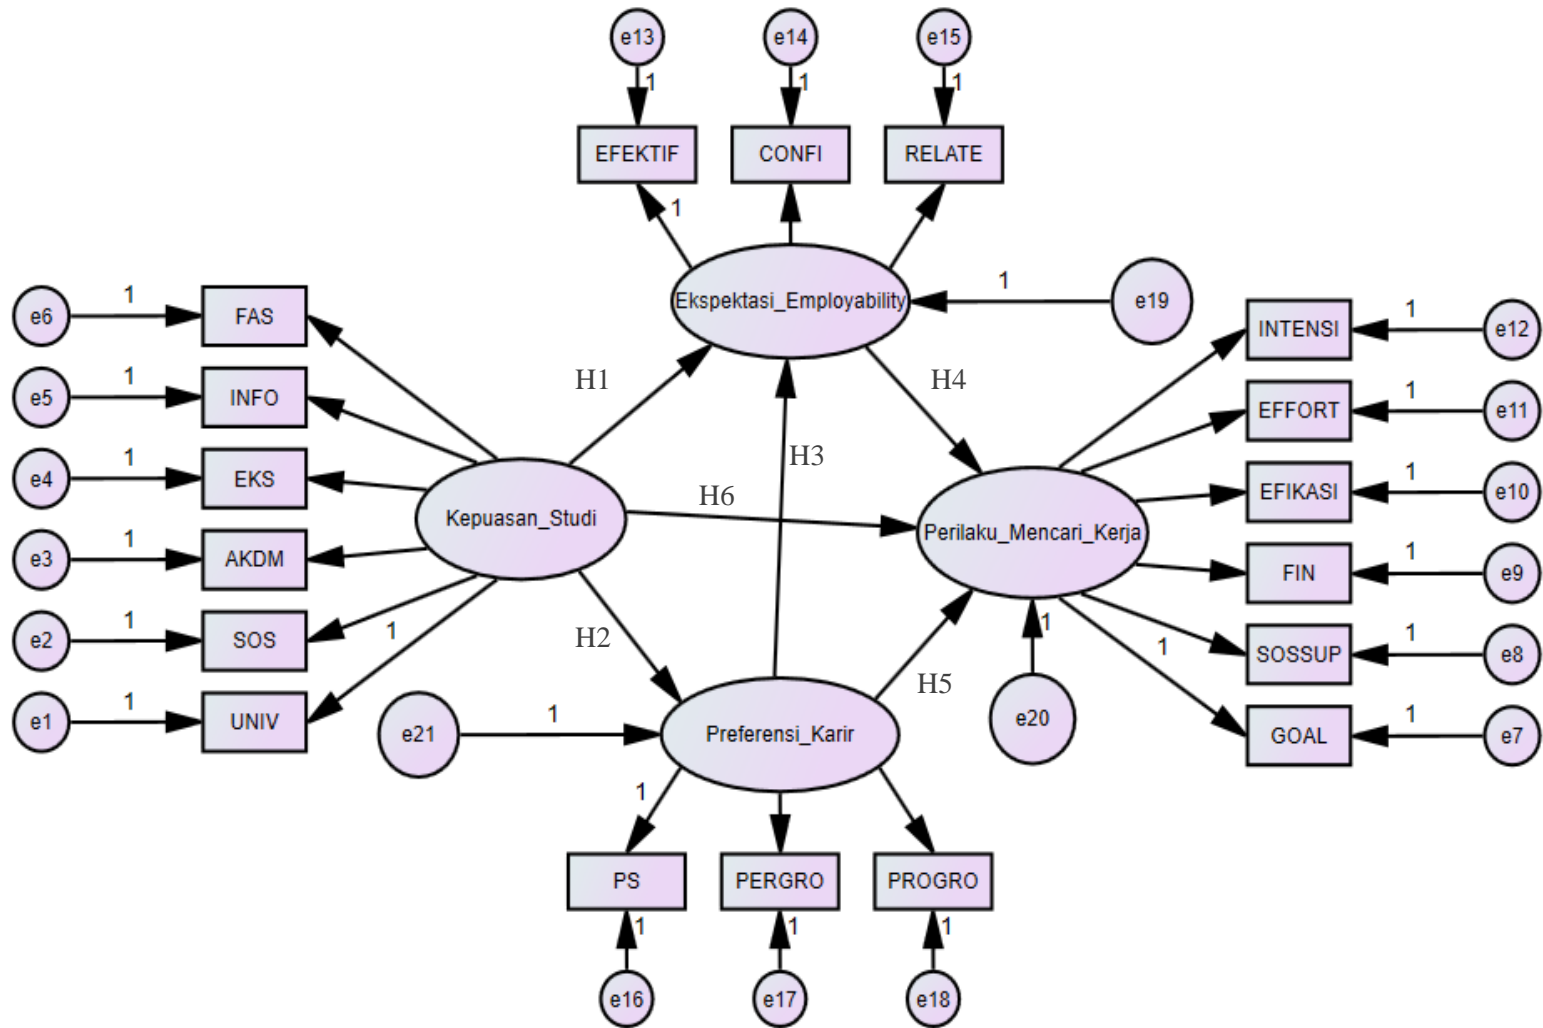 e13
e14
e15
1
1
1
EFEKTIF
CONFI
RELATE
1
Ekspektasi_Employability
1
e19
e6
1
FAS
INTENSI
1
e12
e5
1
INFO
H1
H4
EFFORT
1
e11
e4
1
EKS
H3
H6
EFIKASI
1
e10
Kepuasan_Studi
Perilaku_Mencari_Kerja
e3
1
AKDM
FIN
1
e9
e2
1
SOS
1
H2
1
1
SOSSUP
1
e8
H5
e1
1
UNIV
e21
1
Preferensi_Karir
e20
GOAL
1
e7
1
PS
PERGRO
PROGRO
1
1
1
e16
e17
e18